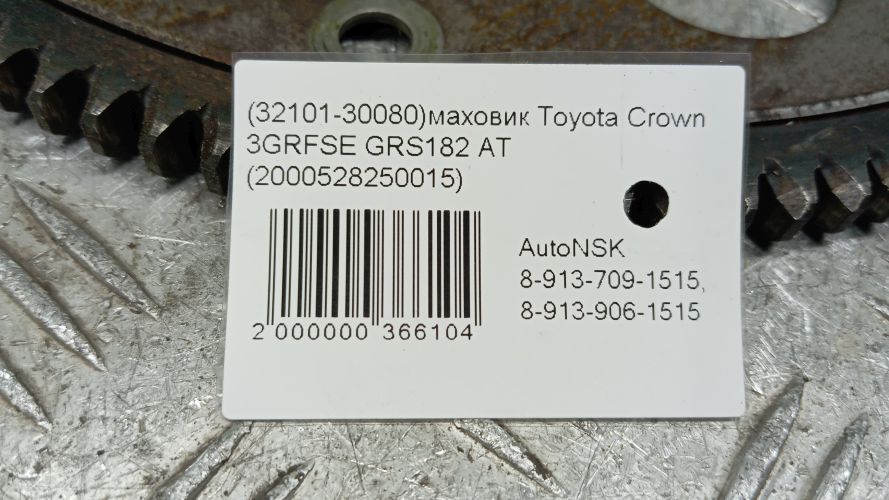 (32101-30080)маховик Toyota Crown
3GRFSE GRS182 AT
(2000528250015)
2 000000 366104
AutoNSK
8-913-709-1515,
8-913-906-1515